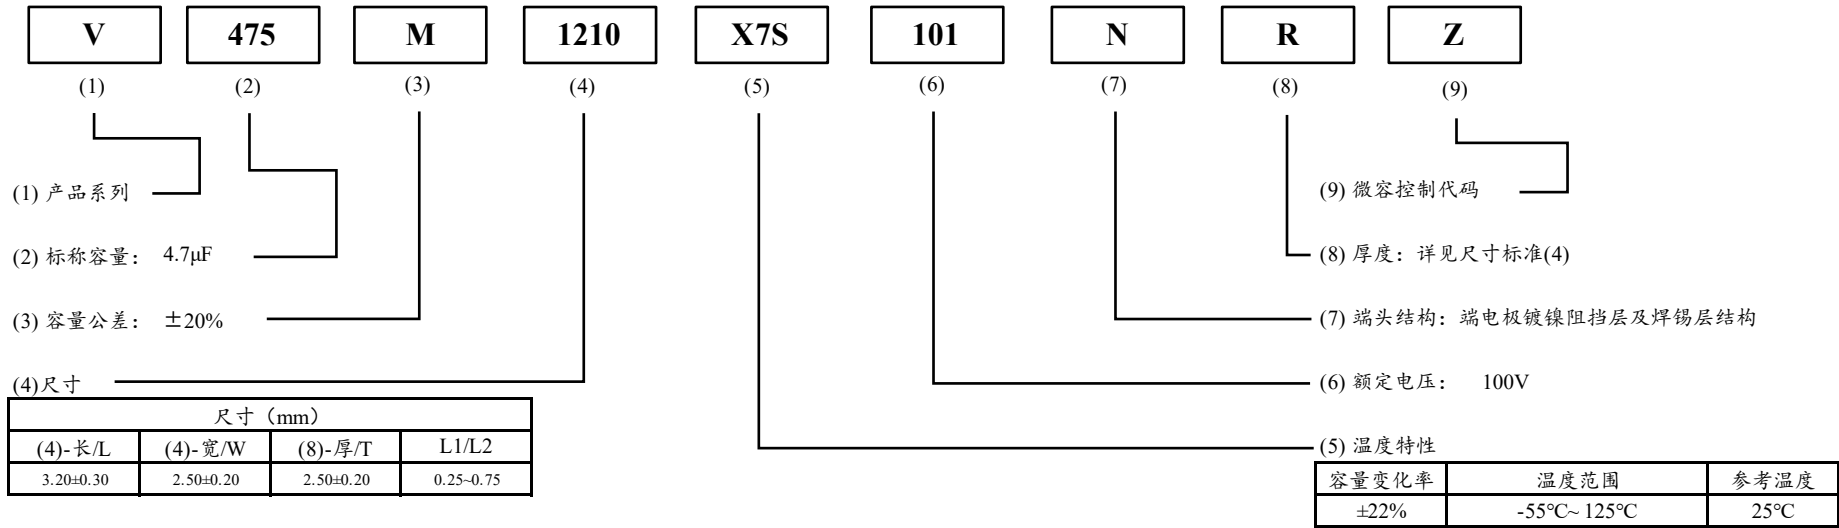 V 475 M 1210 X7S 101 N R Z
(1) (2) (3) (4) (5) (6) (7) (8) (9)
(1) 产品系列
(9) 微容控制代码
(2) 标称容量： 4.7μF
(8) 厚度：详见尺寸标准(4)
(3) 容量公差： ±20%
(7) 端头结构：端电极镀镍阻挡层及焊锡层结构
(4)尺寸
(6) 额定电压： 100V
尺寸（mm）
(4)-长/L (4)-宽/W (8)-厚/T L1/L2
3.20±0.30 2.50±0.20 2.50±0.20 0.25~0.75
(5) 温度特性
容量变化率 温度范围 参考温度
±22% -55°C~ 125°C 25°C